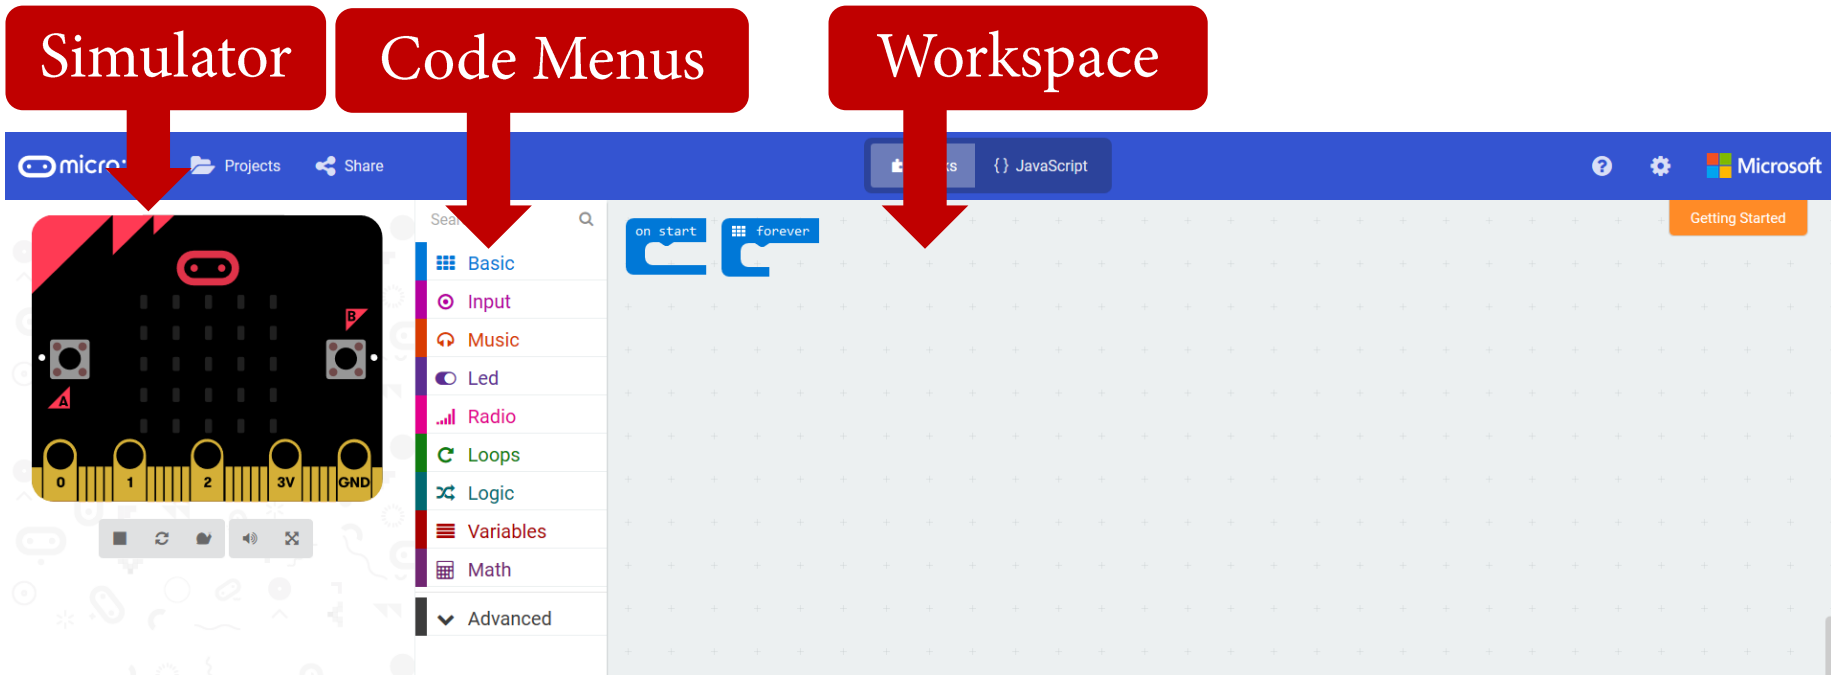 Simulator
Code Menus
Workspace
micro:
Projects
Share
{ } JavaScript
Microsoft
Getting Started
on start
forever
Basic
Input
Music
Led
Radio
Loops
Logic
Variables
Math
Advanced
B
A
0 1 2 3V GND